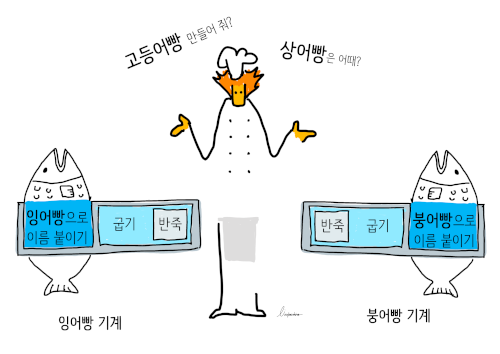 고등어빵 만들어 줘?
상어빵은 어때?
잉어빵으로
이름 붙이기
굽기
반죽
반죽
굽기
붕어빵으로
이름 붙이기
잉어빵 기계
붕어빵 기계